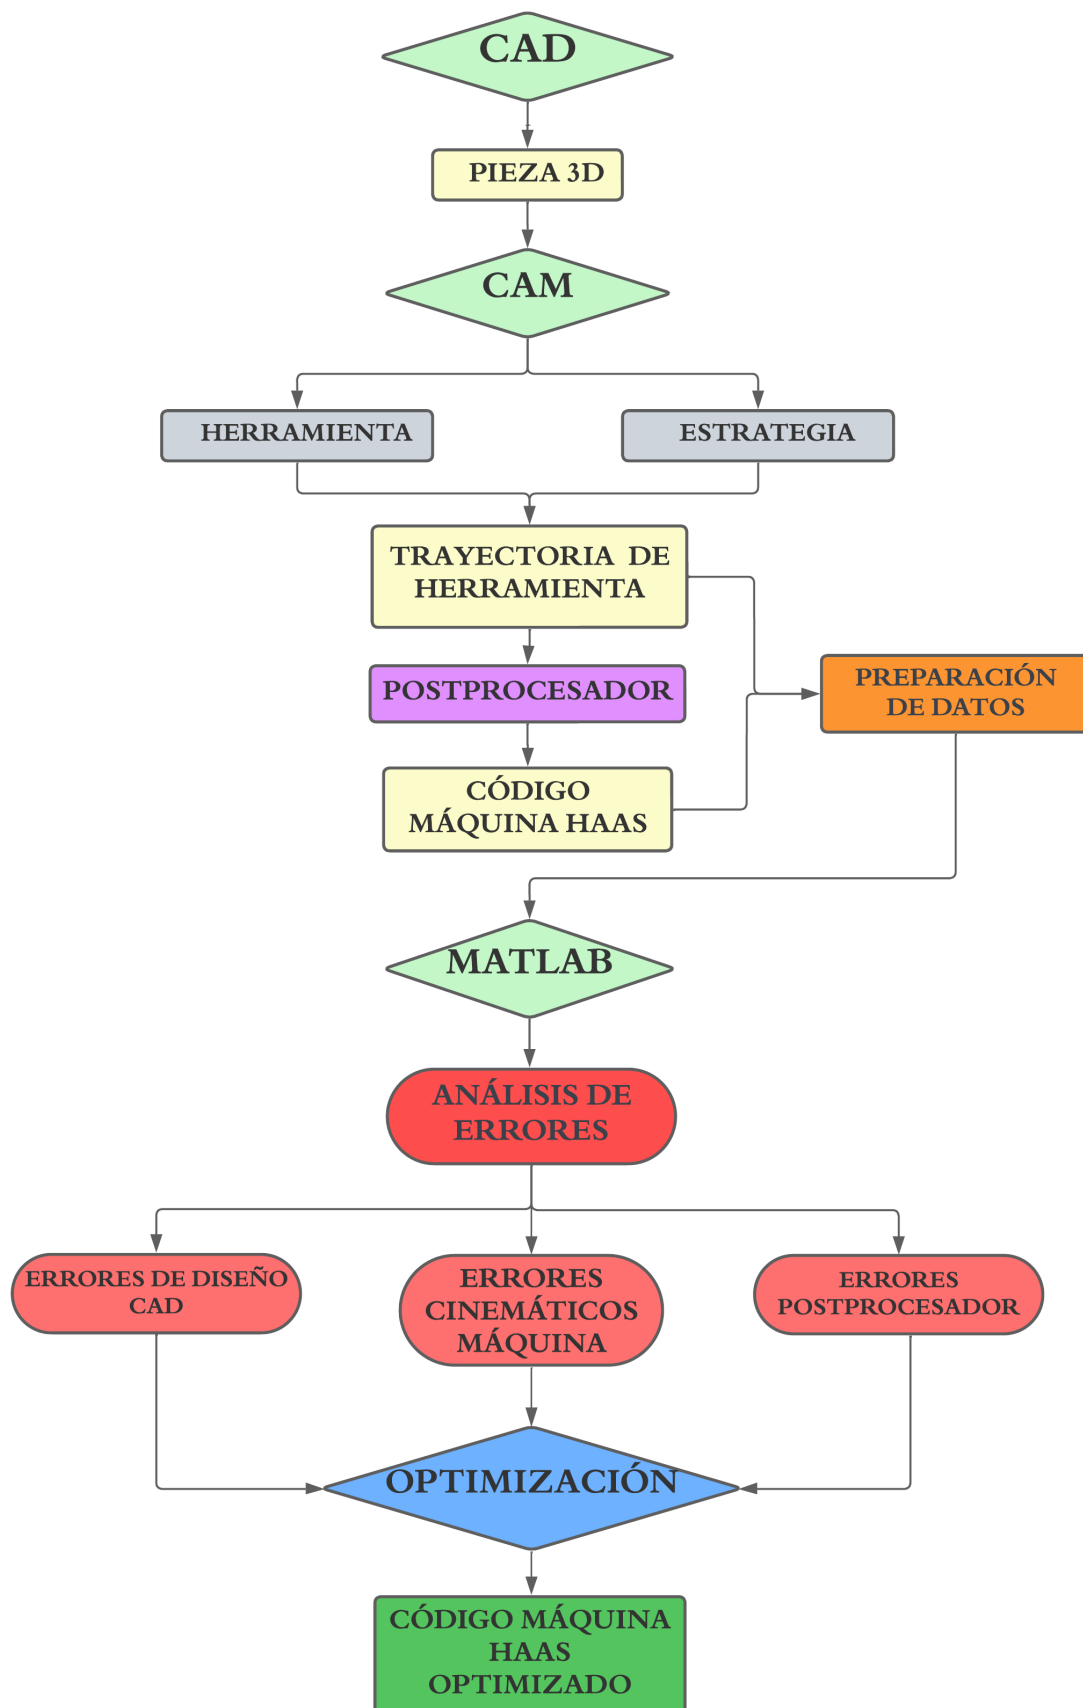 CAD
PIEZA 3D
CAM
HERRAMIENTA
ESTRATEGIA
TRAYECTORIA DE
HERRAMIENTA
POSTPROCESADOR
PREPARACIÓN
DE DATOS
CÓDIGO
MÁQUINA HAAS
MATLAB
ANÁLISIS DE
ERRORES
ERRORES DE DISEÑO
CAD
ERRORES
CINEMÁTICOS
MÁQUINA
ERRORES
POSTPROCESADOR
OPTIMIZACIÓN
CÓDIGO MÁQUINA
HAAS
OPTIMIZADO